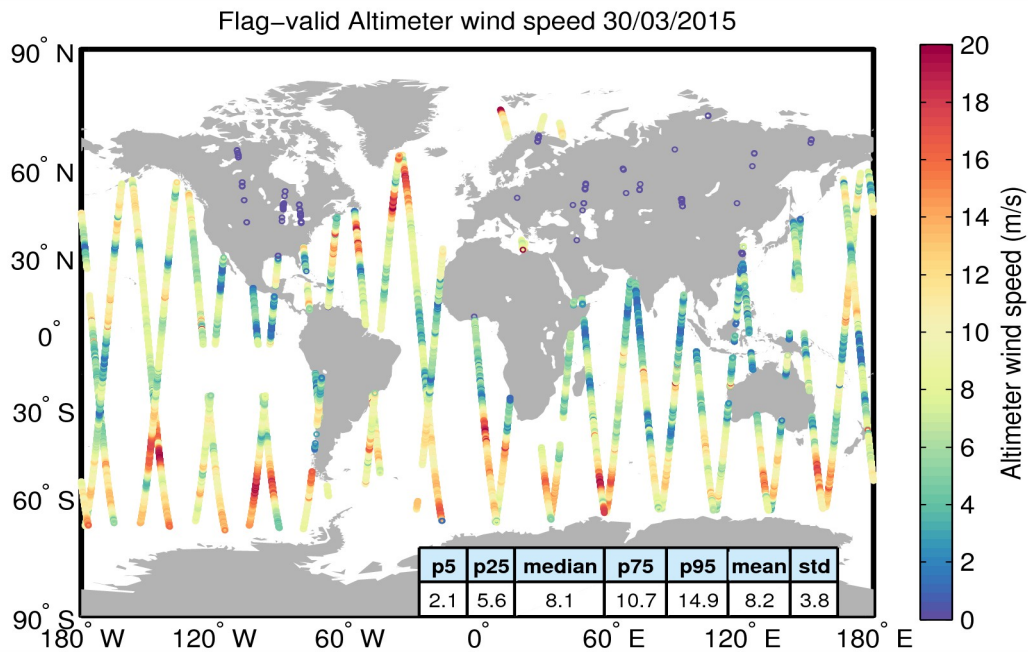 Flag−valid Altimeter wind speed 30/03/2015
90° N
60° N
30° N
0°
30° S
60° S
90° S
180° W 120° W 60° W 0° 60° E 120° E 180° E
p5 p25 median p75 p95 mean std
2.1 5.6 8.1 10.7 14.9 8.2 3.8
20
18
16
14
12
10
8
6
4
2
0
Altimeter wind speed (m/s)